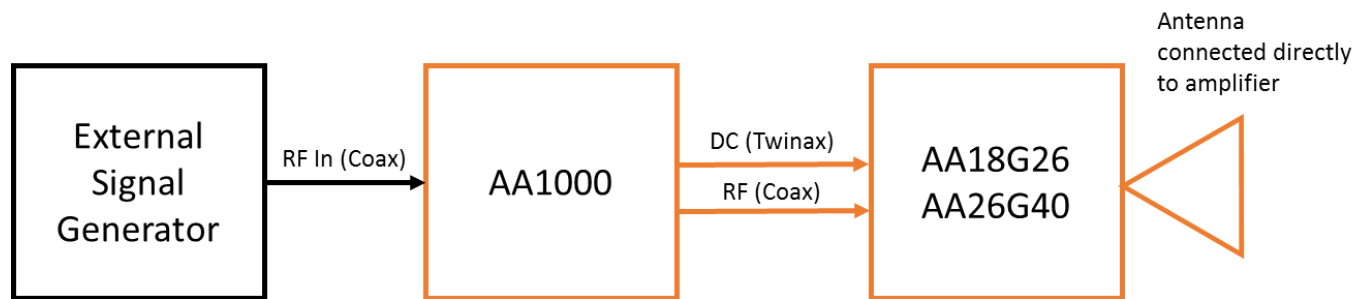 External
Signal
Generator
RF In (Coax)
AA1000
DC (Twinax)
RF (Coax)
AA18G26
AA26G40
Antenna
connected directly
to amplifier